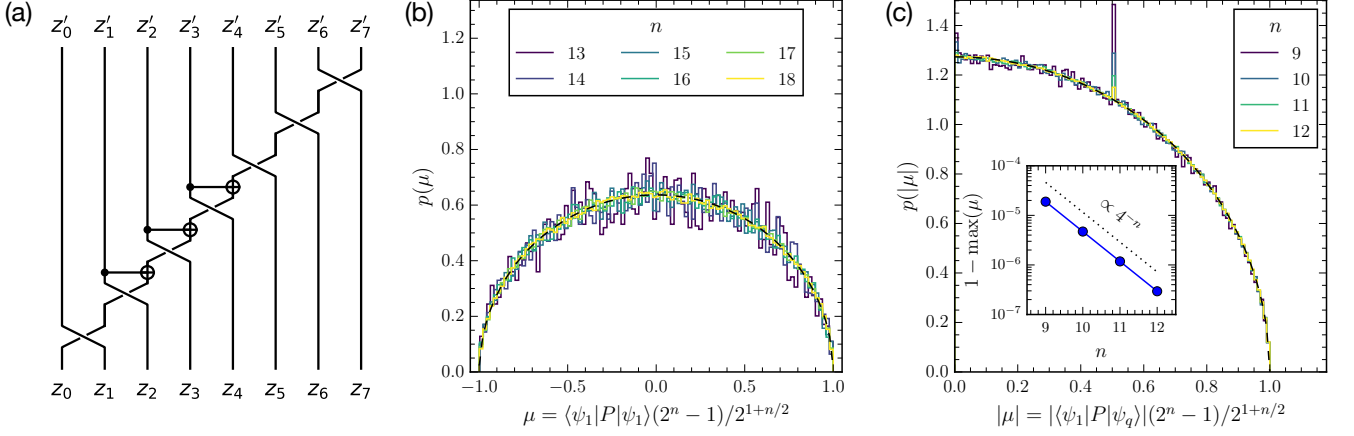 (a)
z′₀ z′₁ z′₂ z′₃ z′₄ z′₅ z′₆ z′₇
z₀ z₁ z₂ z₃ z₄ z₅ z₆ z₇
(b)
p(μ)
1.2
1.0
0.8
0.6
0.4
0.2
0.0
n
13 15 17
14 16 18
−1.0 −0.5 0.0 0.5 1.0
μ = ⟨ψ₁|P|ψ₁⟩(2ⁿ − 1)/2^{1+n/2}
(c)
p(|μ|)
1.4
1.2
1.0
0.8
0.6
0.4
0.2
0.0
n
9
10
11
12
1 − max(μ)
10⁻⁴
10⁻⁵
10⁻⁶
10⁻⁷
∝ 4⁻ⁿ
9 10 11 12
n
0.0 0.2 0.4 0.6 0.8 1.0
|μ| = |⟨ψ₁|P|ψ_q⟩|(2ⁿ − 1)/2^{1+n/2}